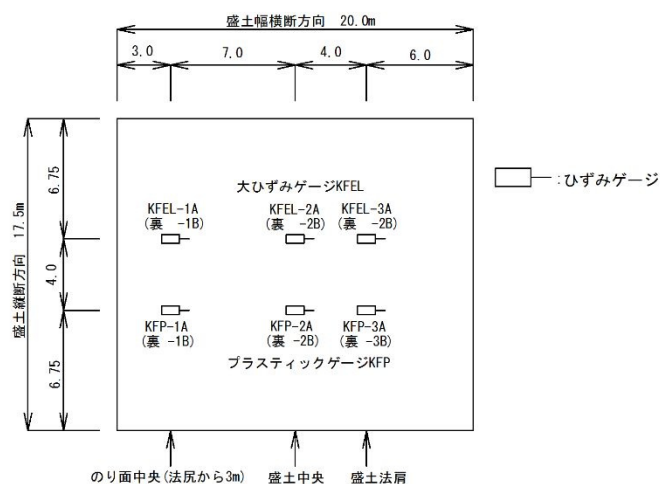 盛土幅横断方向 20.0m
3.0 7.0 4.0 6.0
盛土縦断方向 17.5m
6.75
4.0
6.75
大ひずみゲージKFEL
KFEL-1A KFEL-2A KFEL-3A
(裏 -1B) (裏 -2B) (裏 -2B)
KFP-1A KFP-2A KFP-3A
(裏 -1B) (裏 -2B) (裏 -3B)
プラスティックゲージKFP
:ひずみゲージ
のり面中央(法尻から3m) 盛土中央 盛土法肩